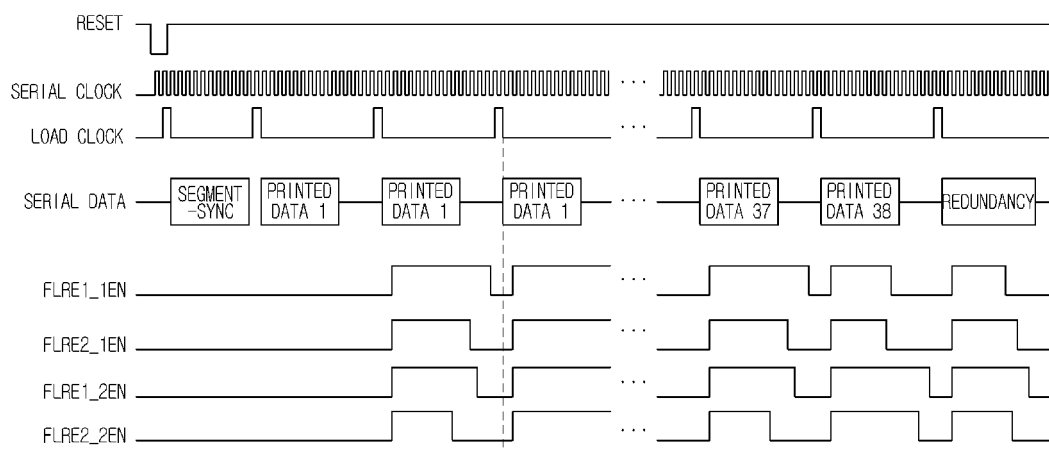 RESET
SERIAL CLOCK
. . .
LOAD CLOCK
. . .
SERIAL DATA
SEGMENT
-SYNC
PRINTED
DATA 1
PRINTED
DATA 1
PRINTED
DATA 1
. . .
PRINTED
DATA 37
PRINTED
DATA 38
REDUNDANCY
FLRE1_1EN
. . .
FLRE2_1EN
. . .
FLRE1_2EN
. . .
FLRE2_2EN
. . .